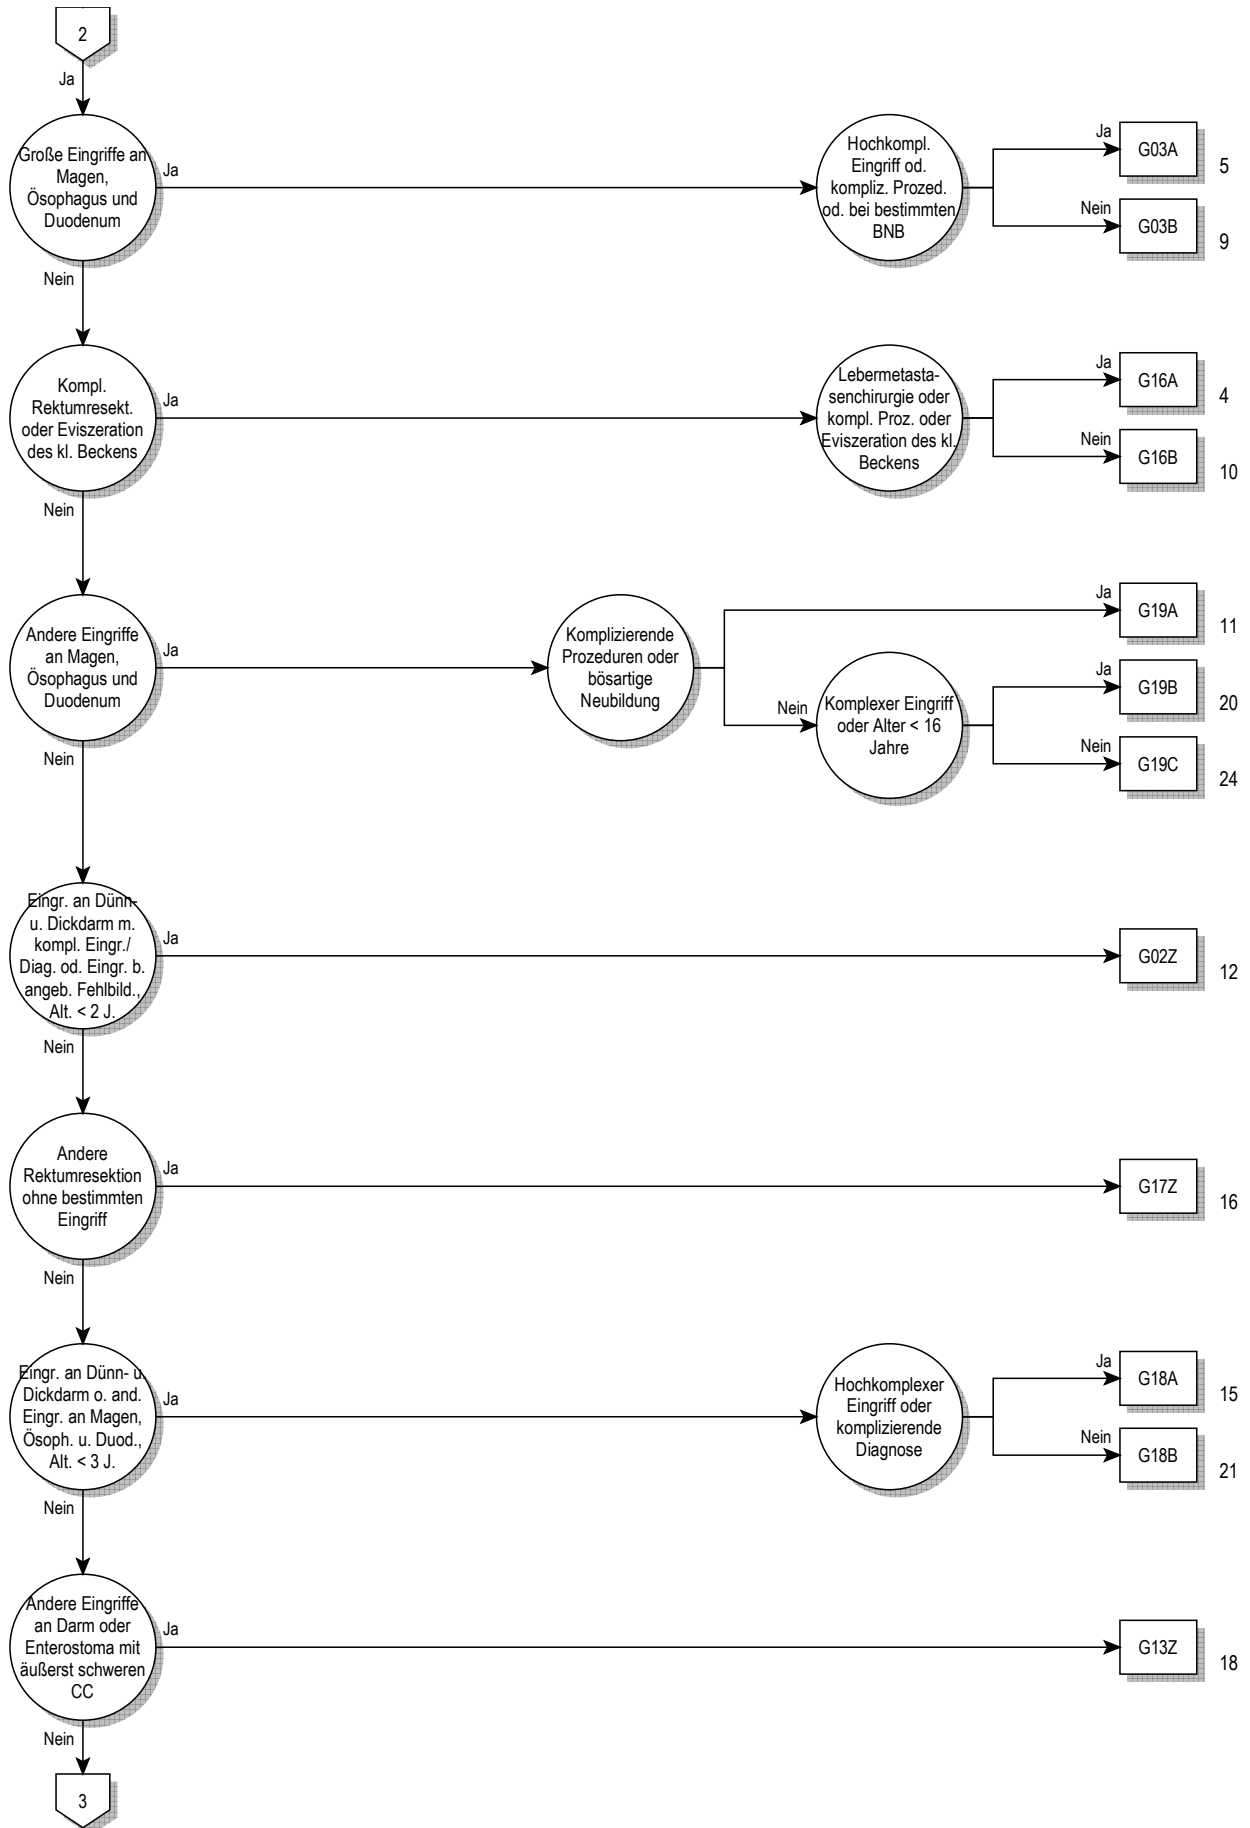 2
Ja
Große Eingriffe an
Magen,
Ösophagus und
Duodenum
Ja
Hochkompl.
Eingriff od.
kompliz. Prozed.
od. bei bestimmten
BNB
Ja
G03A
5
Nein
G03B
9
Nein
Kompl.
Rektumresekt.
oder Eviszeration
des kl. Beckens
Ja
Lebermetasta-
senchirurgie oder
kompl. Proz. oder
Eviszeration des kl.
Beckens
Ja
G16A
4
Nein
G16B
10
Nein
Andere Eingriffe
an Magen,
Ösophagus und
Duodenum
Ja
Komplizierende
Prozeduren oder
bösartige
Neubildung
Ja
G19A
11
Nein
Komplexer Eingriff
oder Alter < 16
Jahre
Ja
G19B
20
Nein
G19C
24
Nein
Eingr. an Dünn-
u. Dickdarm m.
kompl. Eingr./
Diag. od. Eingr. b.
angeb. Fehlbild.,
Alt. < 2 J.
Ja
G02Z
12
Nein
Andere
Rektumresektion
ohne bestimmten
Eingriff
Ja
G17Z
16
Nein
Eingr. an Dünn- u.
Dickdarm o. and.
Eingr. an Magen,
Ösoph. u. Duod.,
Alt. < 3 J.
Ja
Hochkomplexer
Eingriff oder
komplizierende
Diagnose
Ja
G18A
15
Nein
G18B
21
Nein
Andere Eingriffe
an Darm oder
Enterostoma mit
äußerst schweren
CC
Ja
G13Z
18
Nein
3